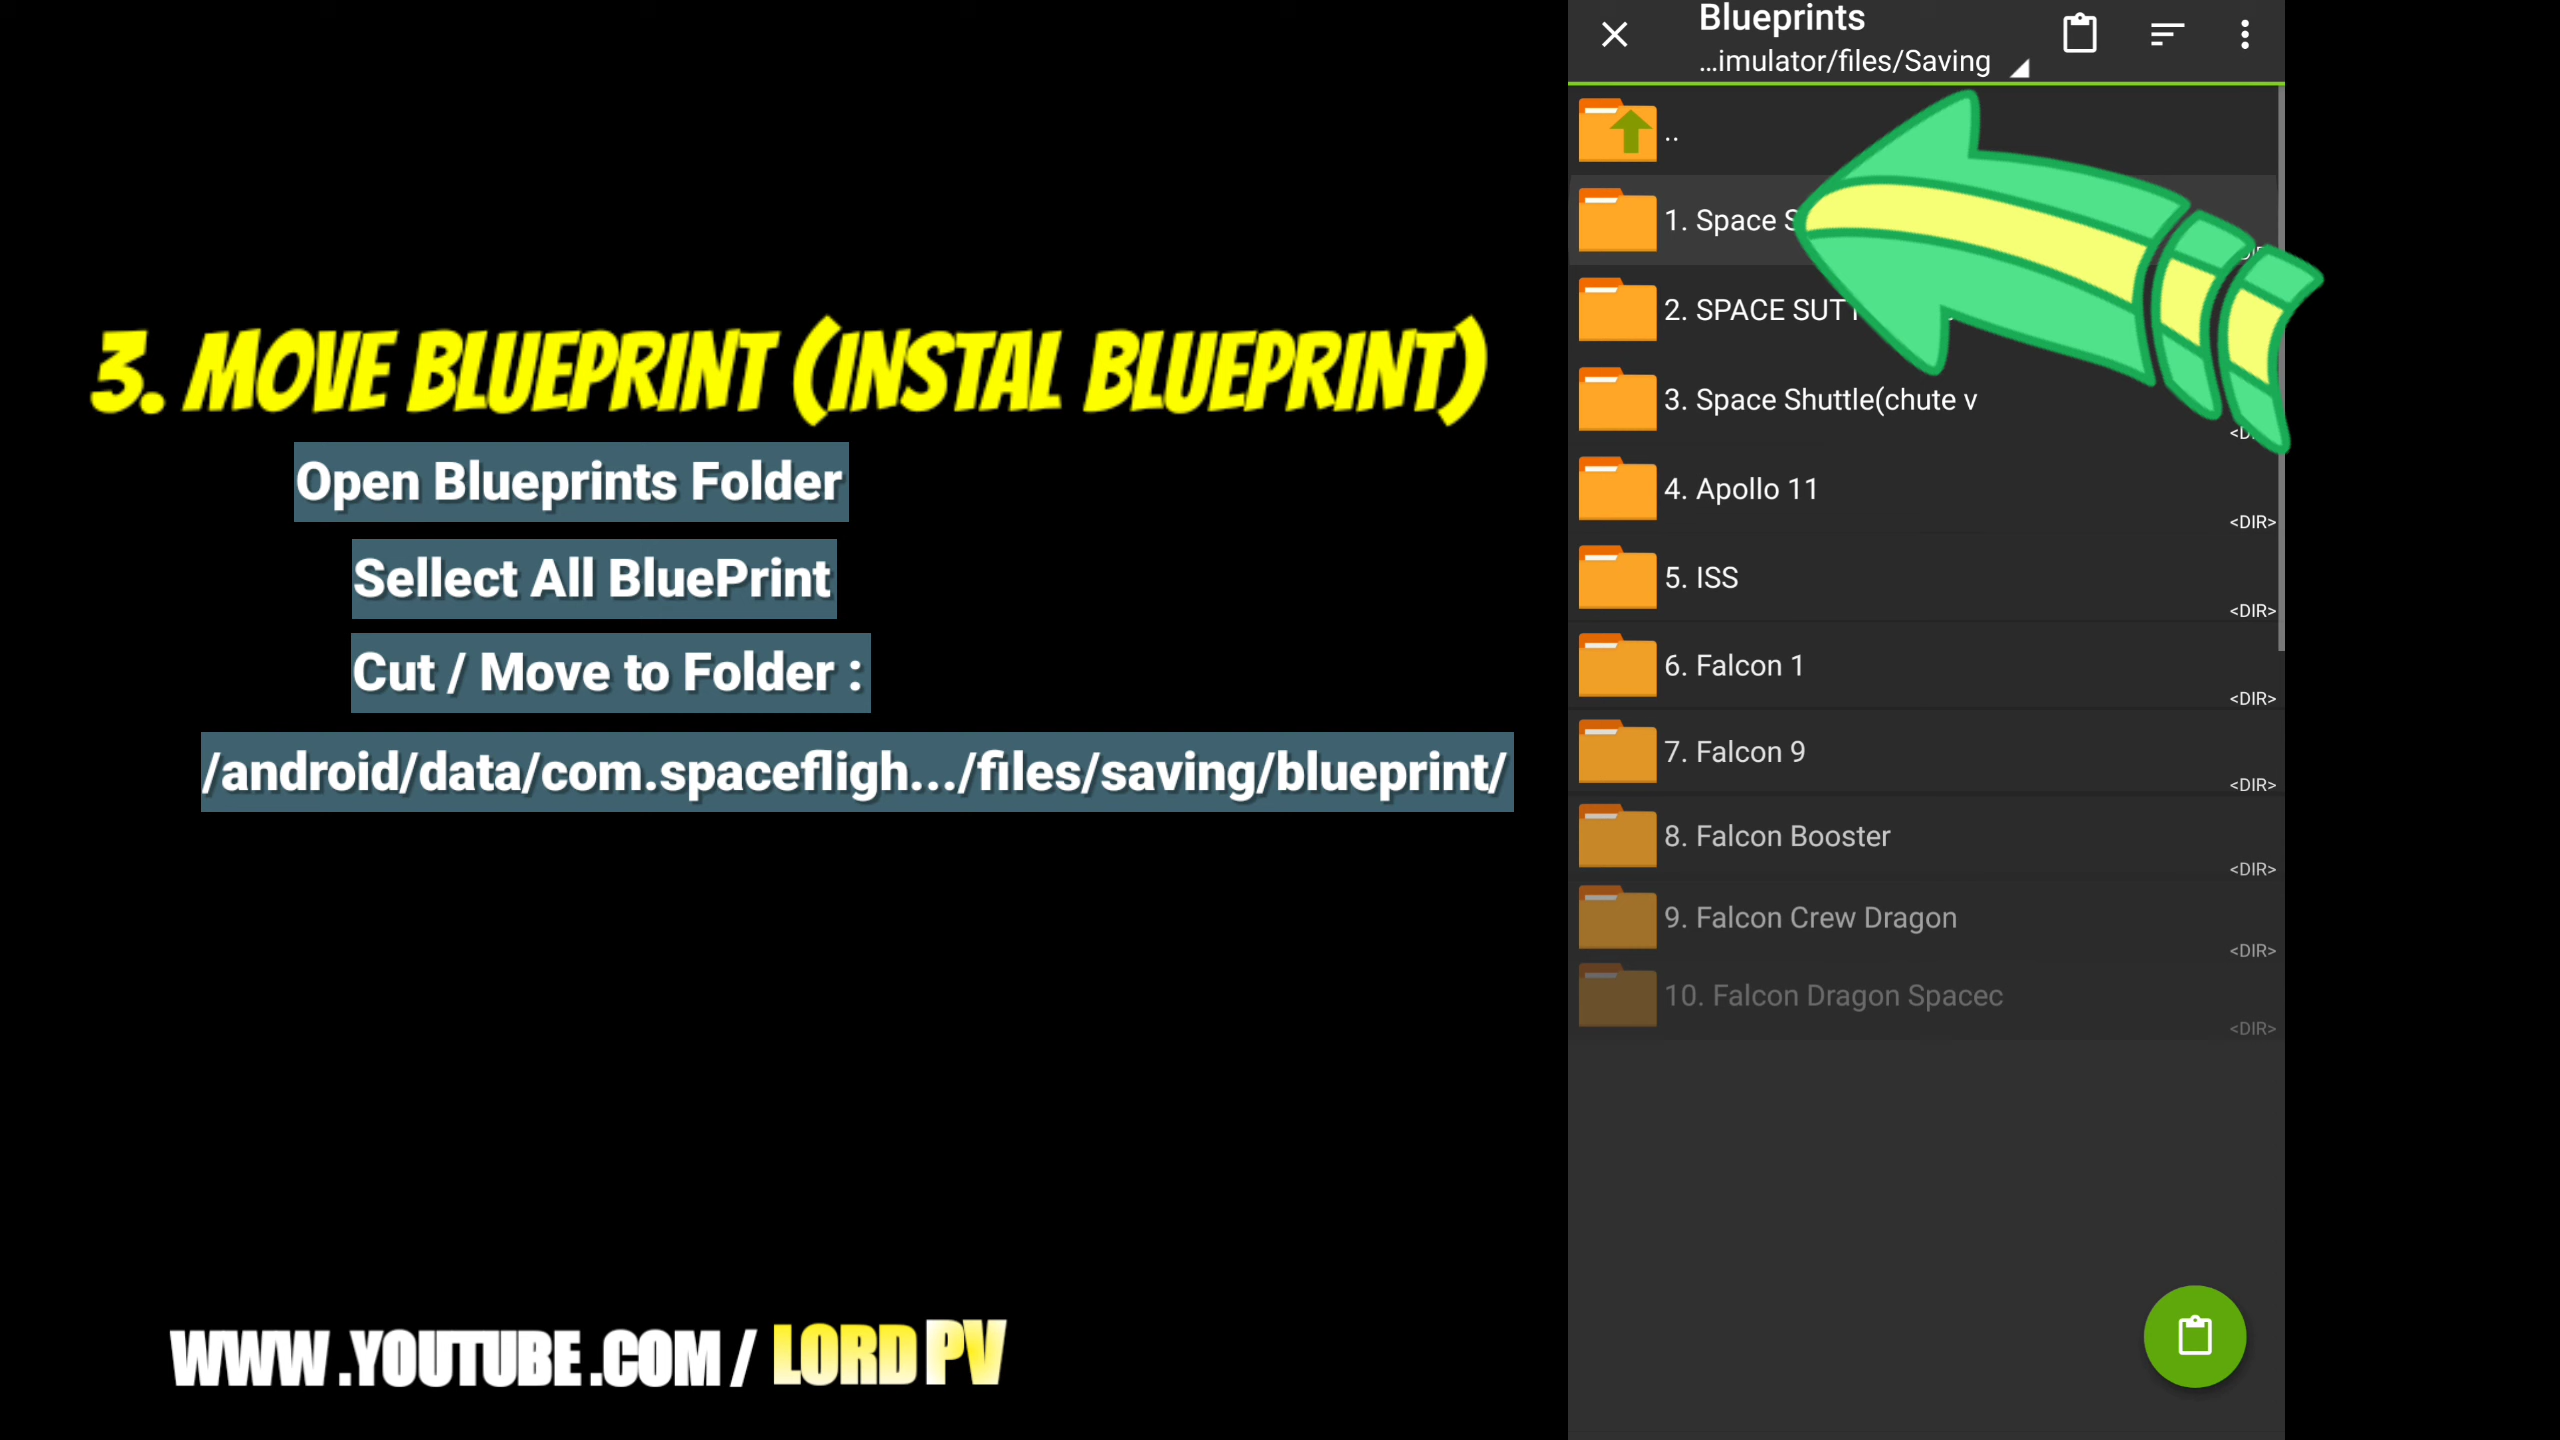 3. MOVE BLUEPRINT (INSTAL BLUEPRINT)
Open Blueprints Folder
Sellect All BluePrint
Cut / Move to Folder :
/android/data/com.spacefligh.../files/saving/blueprint/
WWW.YOUTUBE.COM/LORD PV
Blueprints
...imulator/files/Saving
..
1. Space
2. SPACE SUT
3. Space Shuttle(chute v
4. Apollo 11
<DIR>
5. ISS
<DIR>
6. Falcon 1
<DIR>
7. Falcon 9
<DIR>
8. Falcon Booster
<DIR>
9. Falcon Crew Dragon
<DIR>
10. Falcon Dragon Spacec
<DIR>